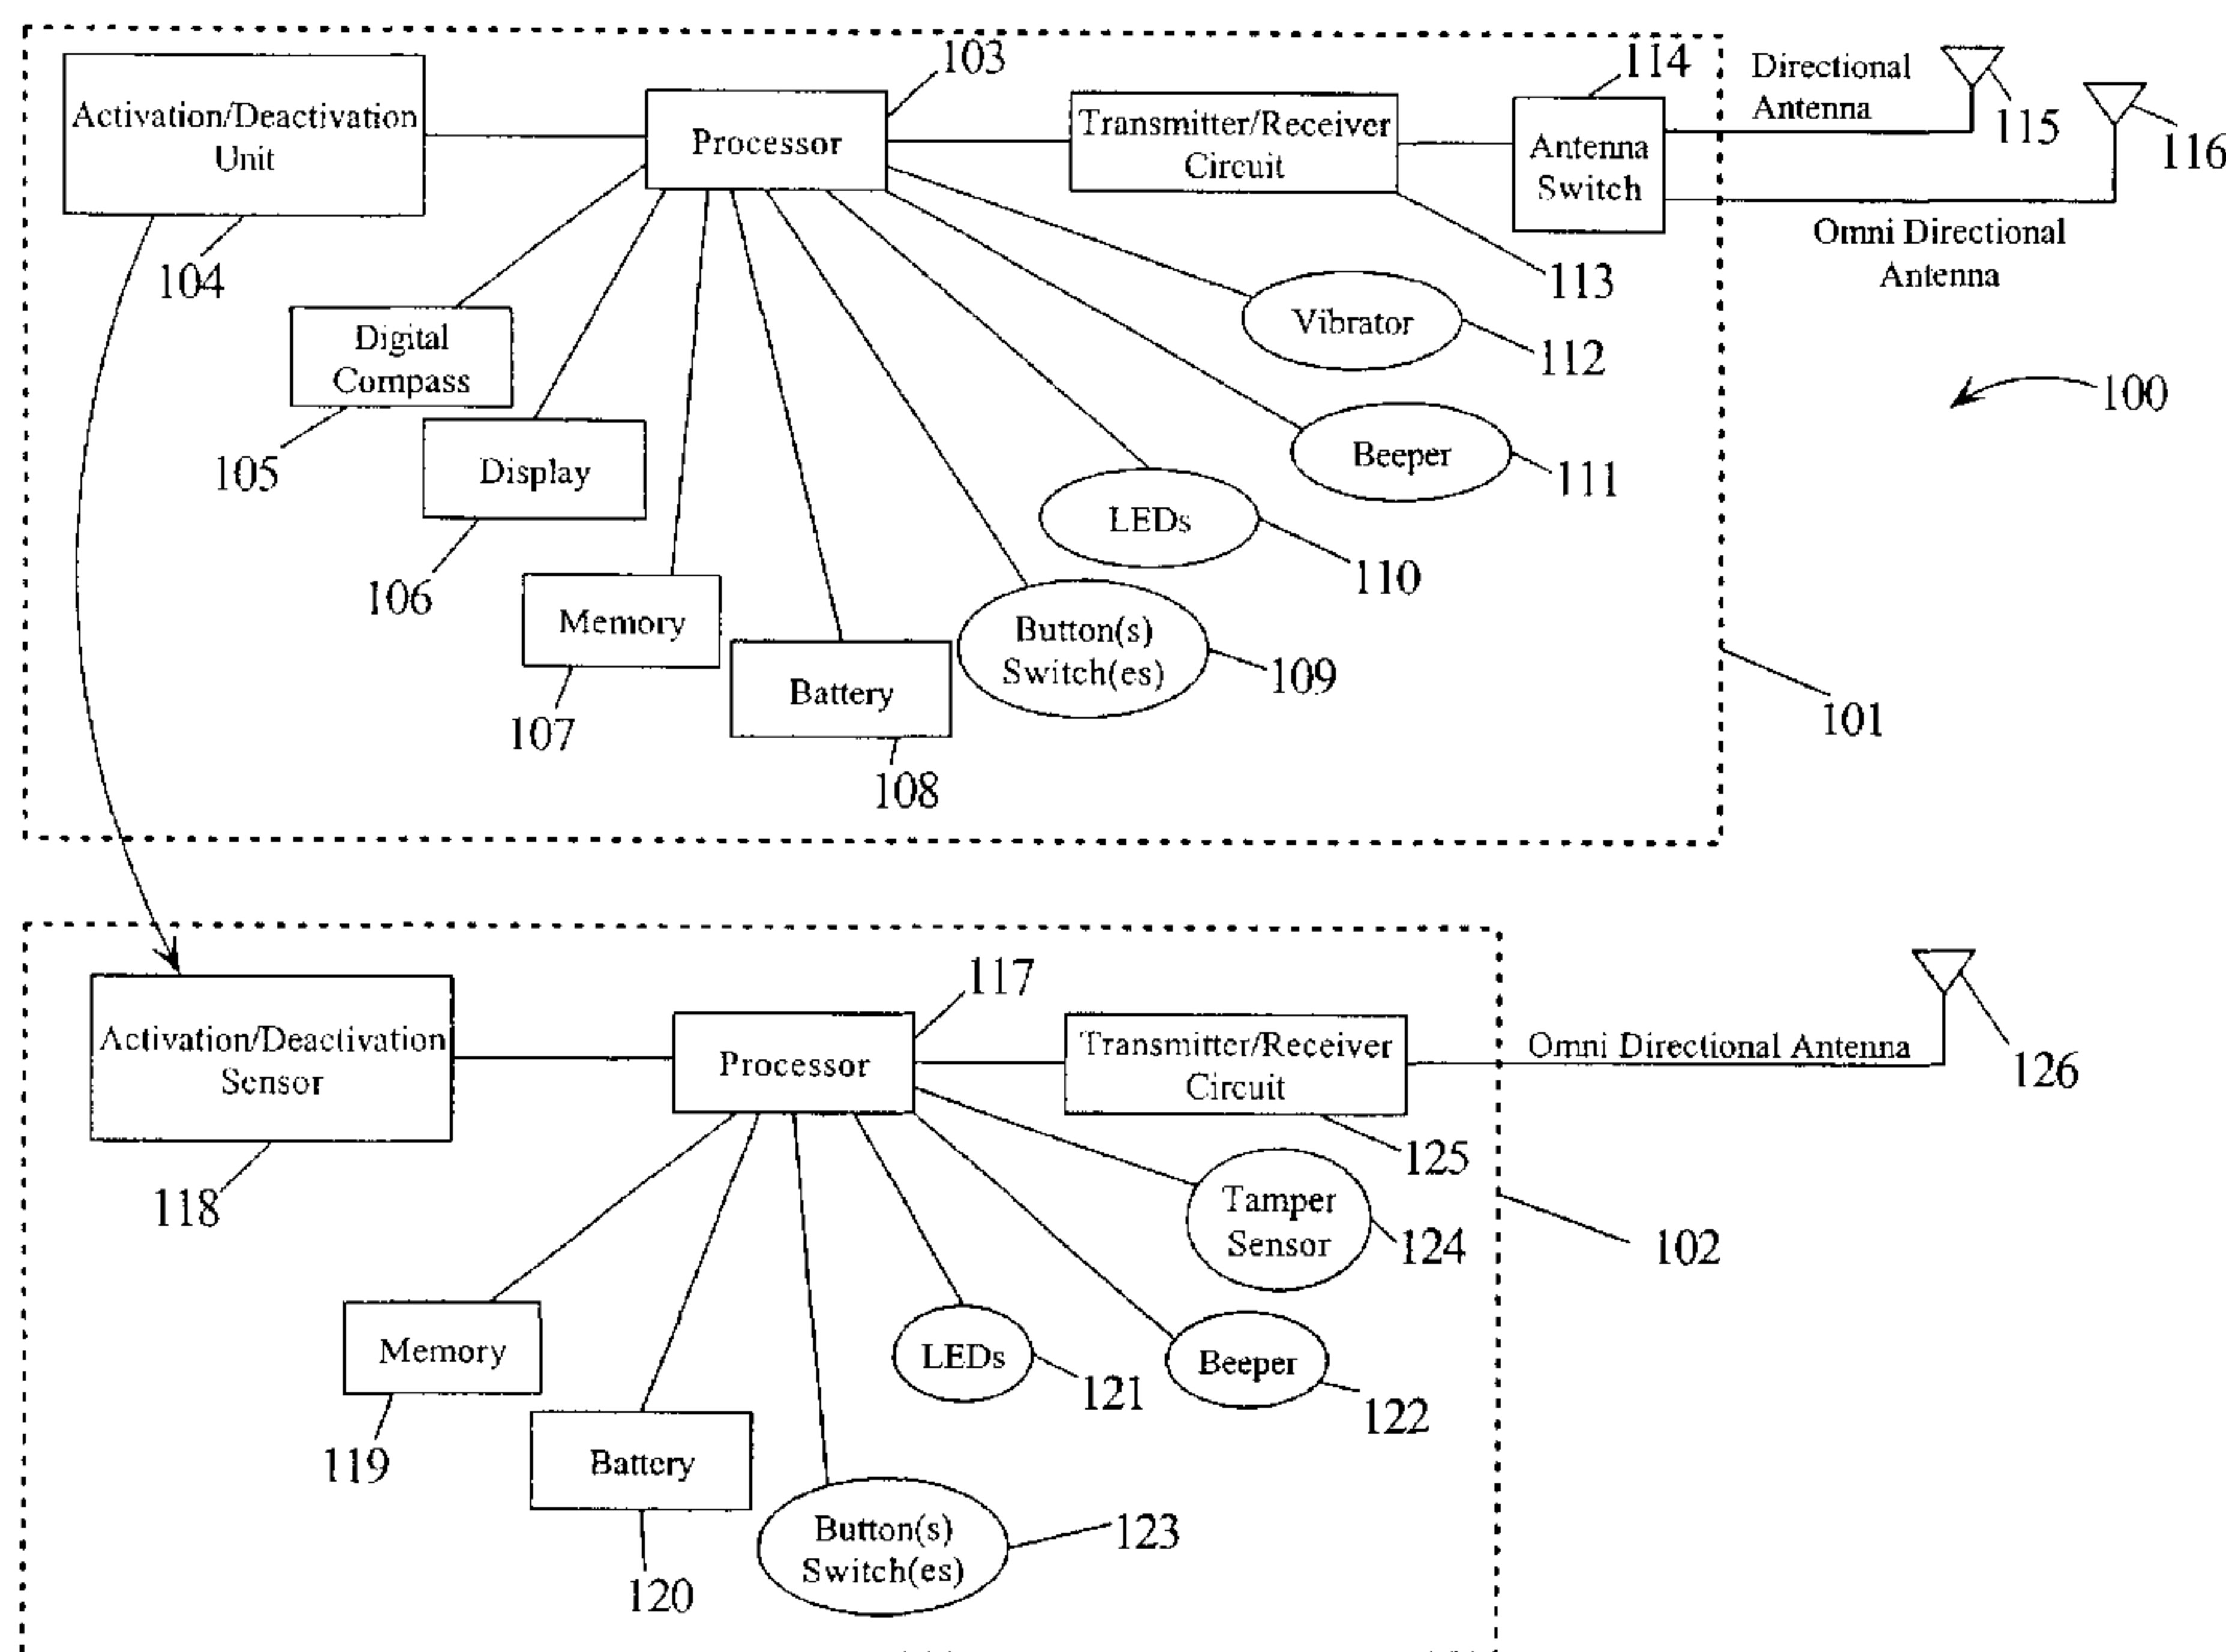 103
114
Directional
Antenna
115
116
Activation/Deactivation
Unit
Processor
Transmitter/Receiver
Circuit
Antenna
Switch
Omni Directional
Antenna
104
113
Digital
Compass
Vibrator
112
100
105
Display
Beeper
111
106
LEDs
110
Memory
Button(s)
Switch(es)
109
107
Battery
101
108
117
Activation/Deactivation
Sensor
Processor
Transmitter/Receiver
Circuit
Omni Directional Antenna
126
118
125
Tamper
Sensor
124
102
Memory
LEDs
121
Beeper
122
119
Battery
Button(s)
Switch(es)
123
120